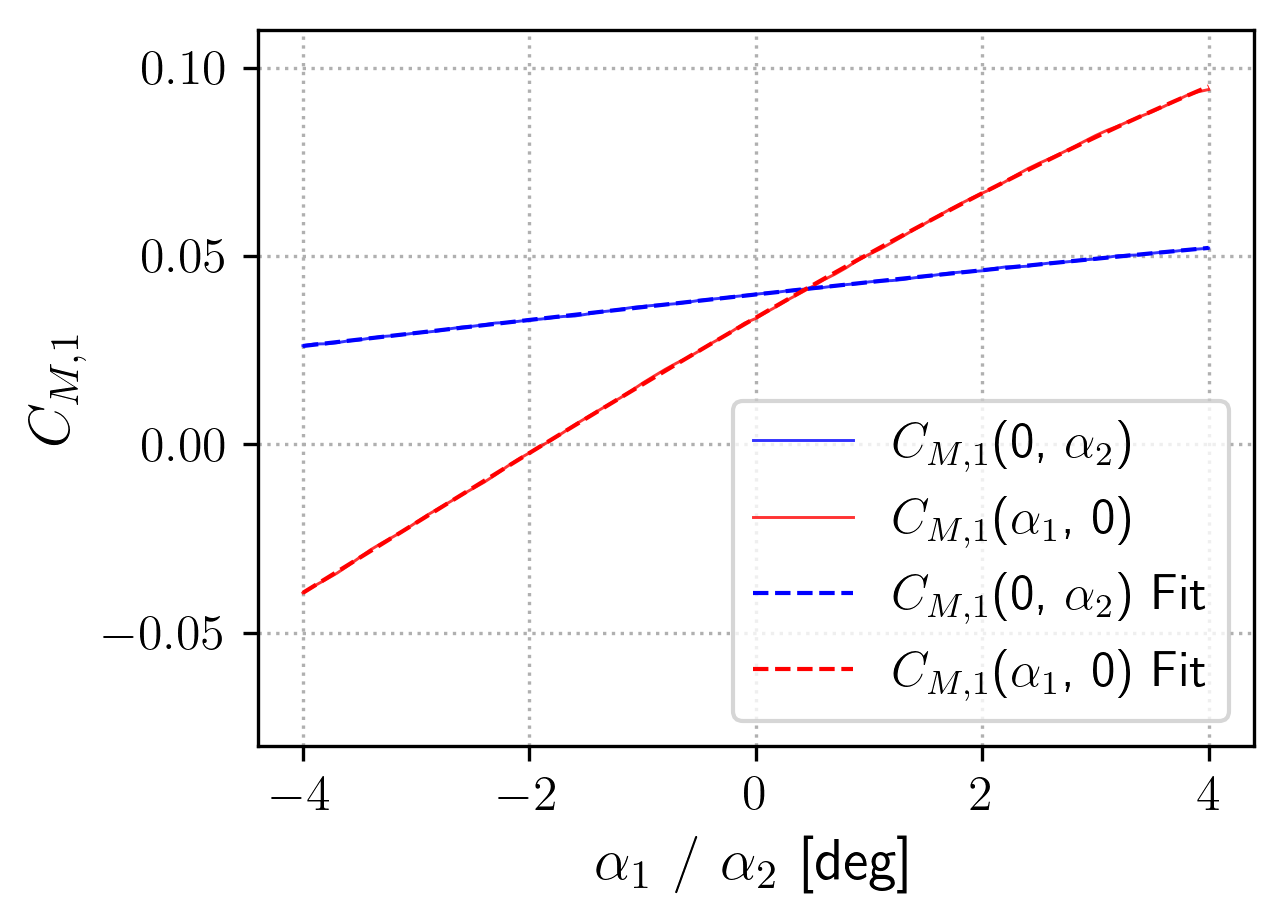 0.10
0.05
0.00
−0.05
C_{M,1}
C_{M,1}(0, α_2)
C_{M,1}(α_1, 0)
C_{M,1}(0, α_2) Fit
C_{M,1}(α_1, 0) Fit
−4
−2
0
2
4
α_1 / α_2 [deg]